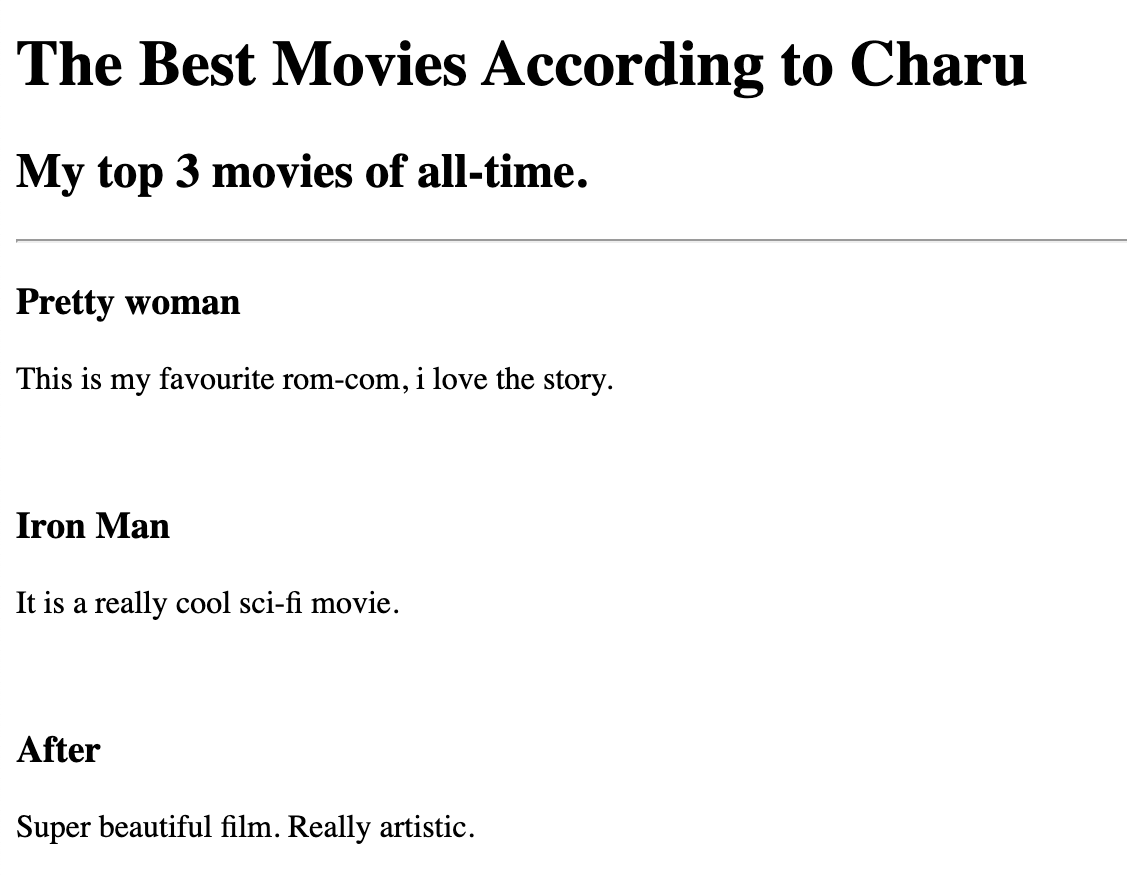 The Best Movies According to Charu
My top 3 movies of all-time.
Pretty woman
This is my favourite rom-com, i love the story.
Iron Man
It is a really cool sci-fi movie.
After
Super beautiful film. Really artistic.